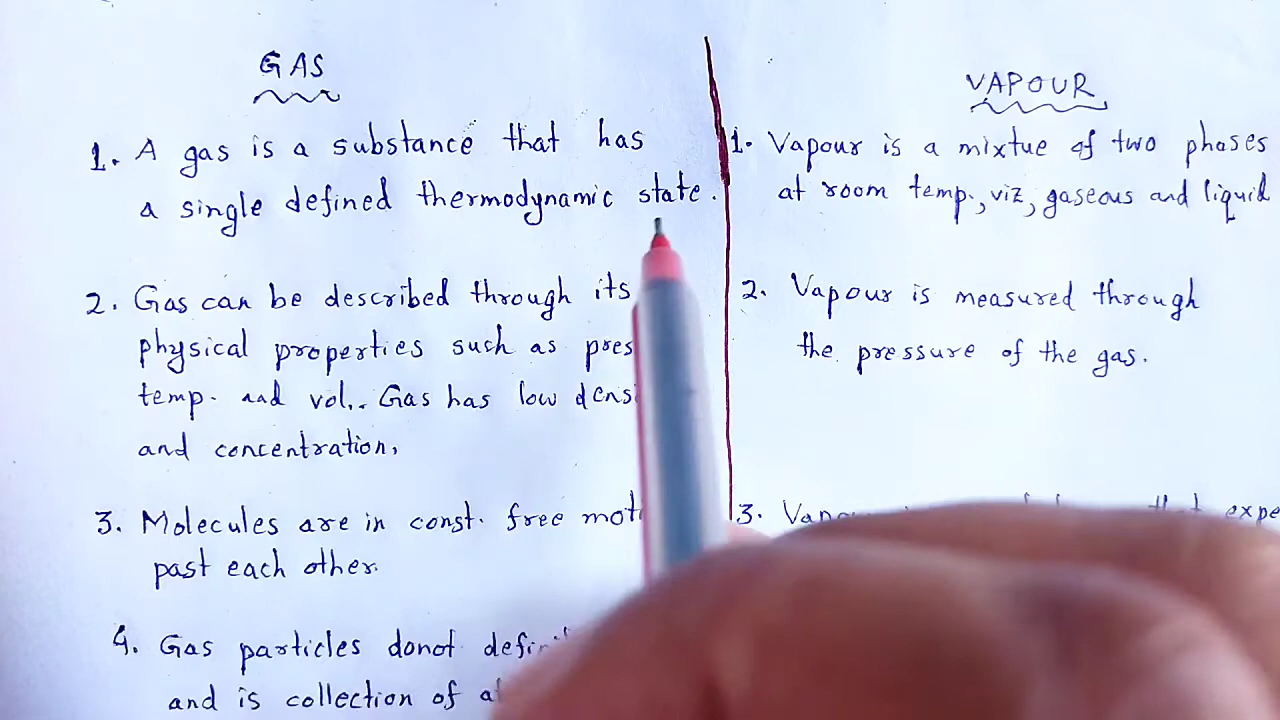 GAS
1. A gas is a substance that has
a single defined thermodynamic state.
2. Gas can be described through its
physical properties such as
temp. and vol.. Gas has low
and concentration,
3. Molecules are in const. free
past each other.
4. Gas particles donot
and is collection of
VAPOUR
1. Vapour is a mixtue of two phases
at room temp., viz, gaseous and liquid
2. Vapour is measured through
the pressure of the gas.
3.